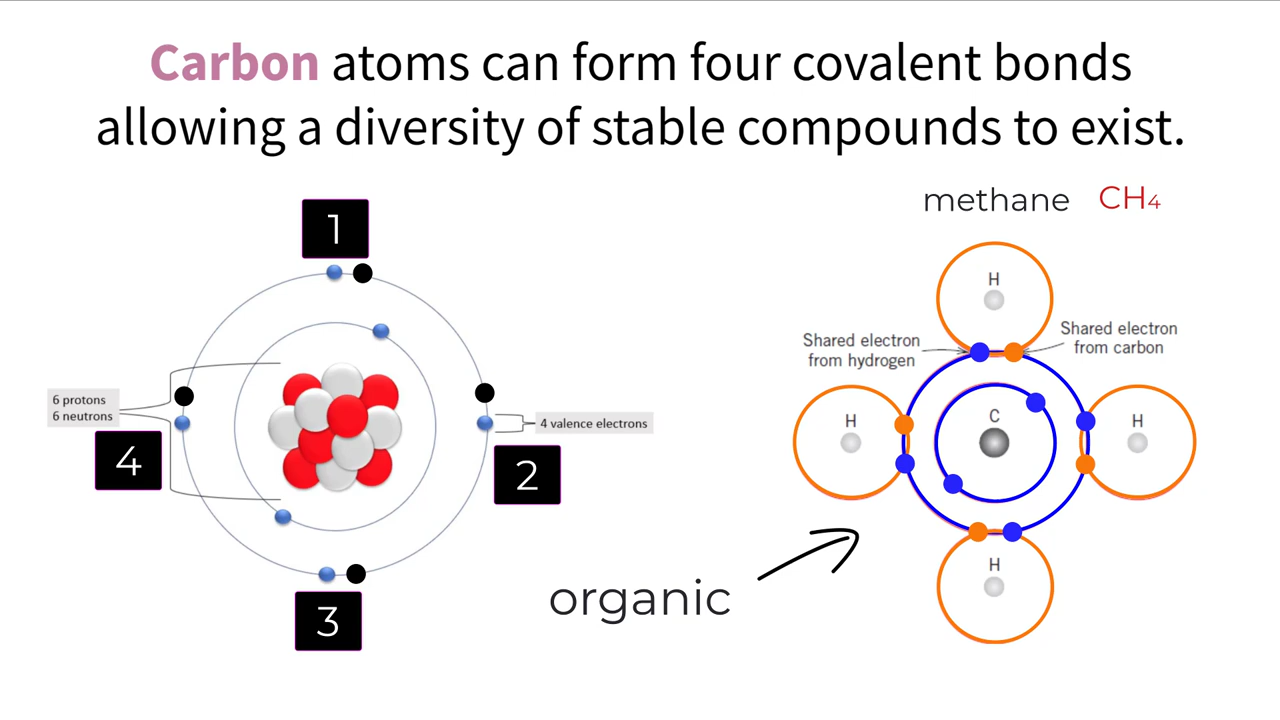 Carbon atoms can form four covalent bonds
allowing a diversity of stable compounds to exist.
1
6 protons
6 neutrons
4
4 valence electrons
2
3
methane CH₄
H
Shared electron
from hydrogen
Shared electron
from carbon
H
C
H
H
organic